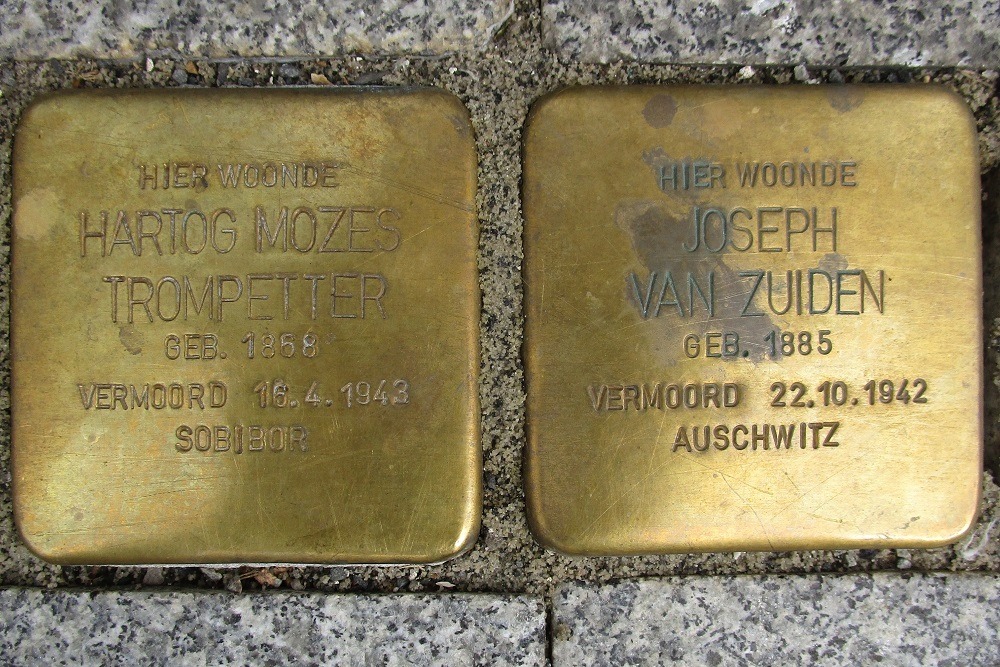 HIER WOONDE
HARTOG MOZES
TROMPETTER
GEB. 1868
VERMOORD 16.4.1943
SOBIBOR
HIER WOONDE
JOSEPH
VAN ZUIDEN
GEB. 1885
VERMOORD 22.10.1942
AUSCHWITZ